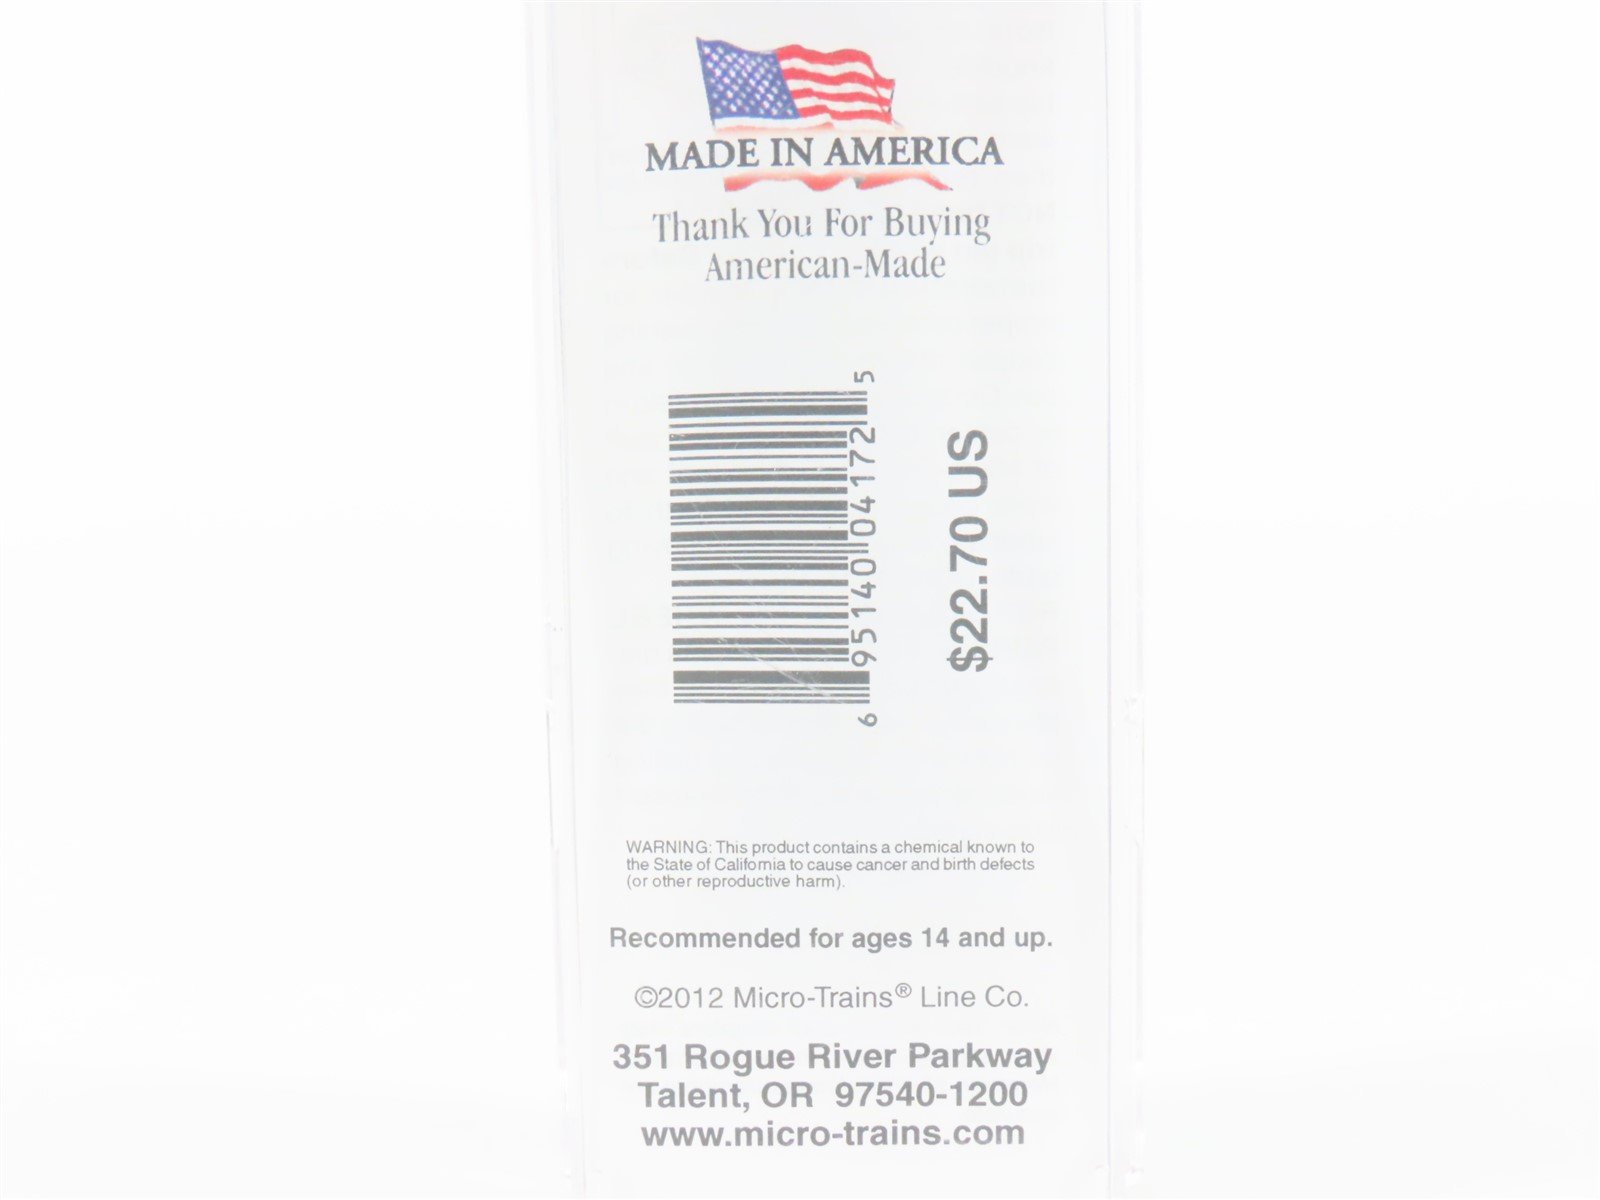 MADE IN AMERICA
Thank You For Buying
American-Made
6 95140 04172 5
$22.70 US
WARNING: This product contains a chemical known to
the State of California to cause cancer and birth defects
(or other reproductive harm).
Recommended for ages 14 and up.
©2012 Micro-Trains® Line Co.
351 Rogue River Parkway
Talent, OR 97540-1200
www.micro-trains.com